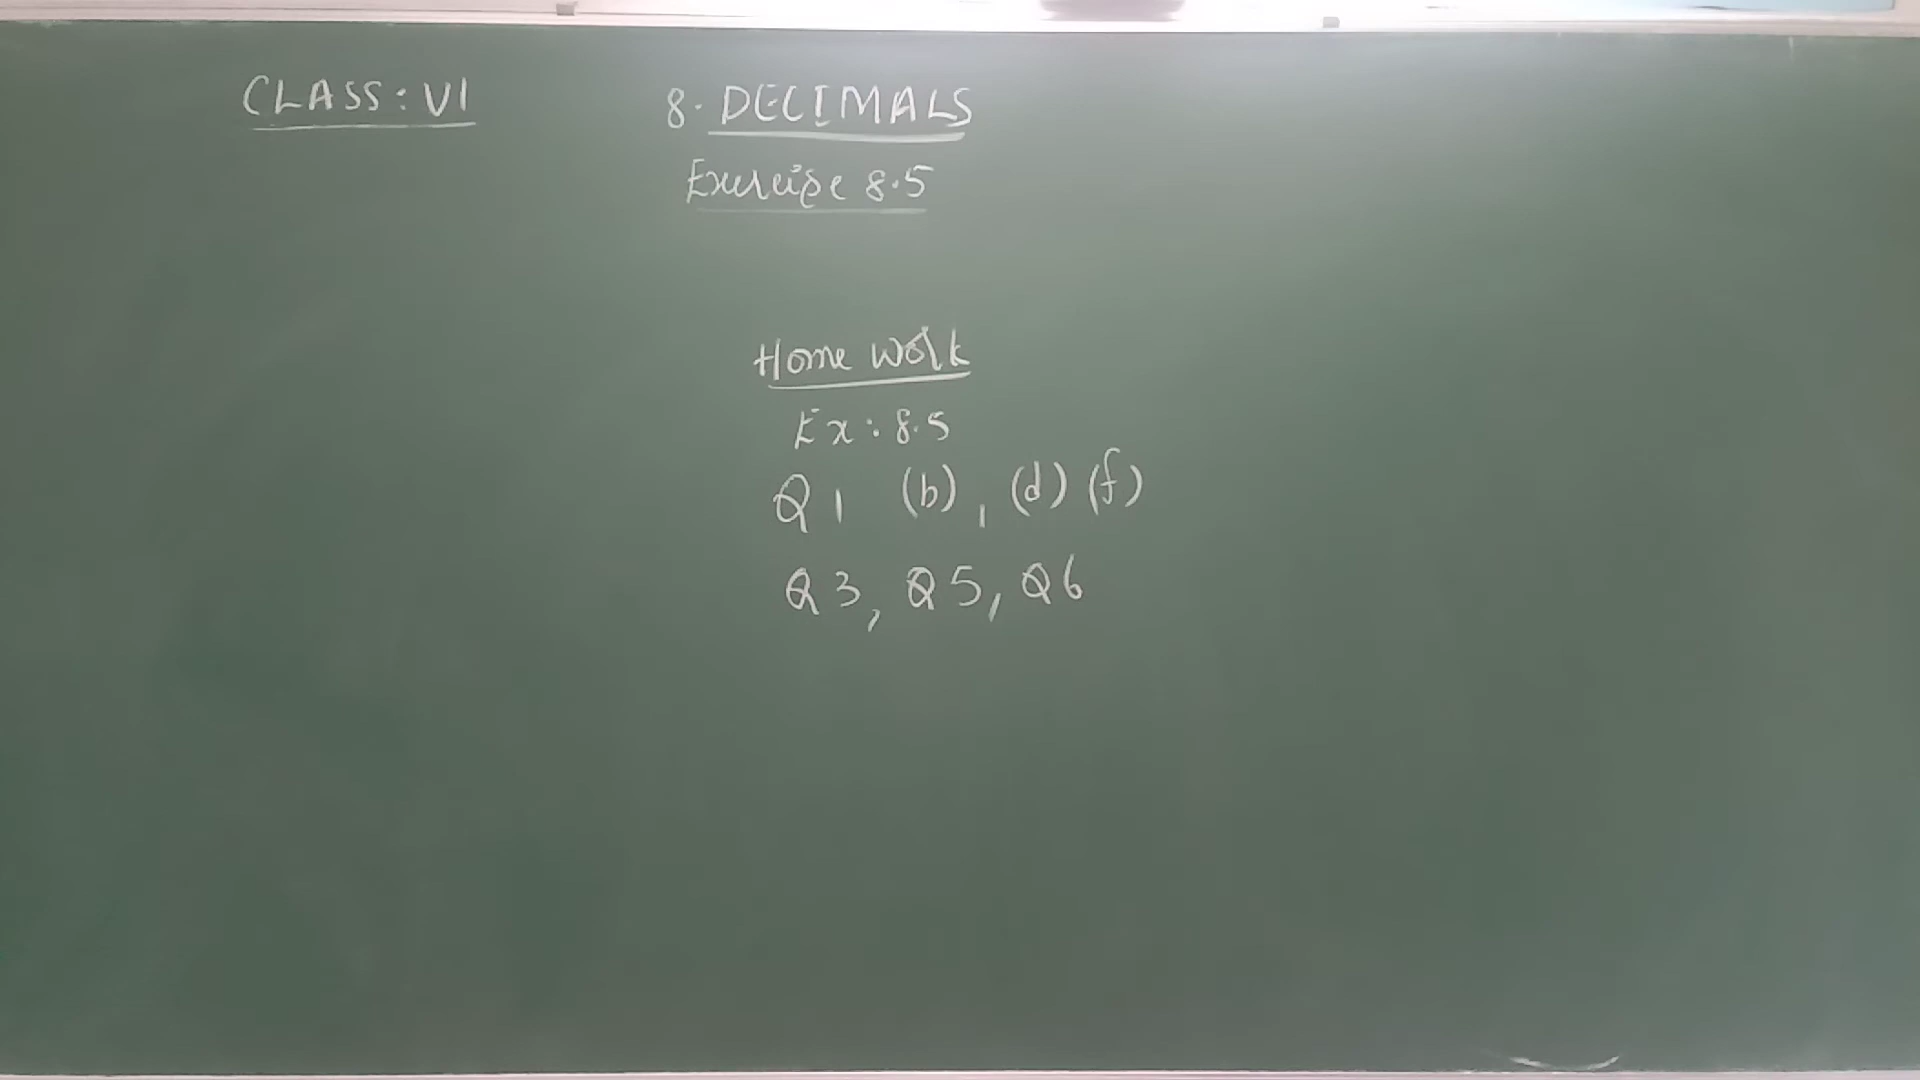 CLASS: VI
8. DECIMALS
Exercise 8.5
Home Work
Ex: 8.5
Q1 (b), (d) (f)
Q3, Q5, Q6